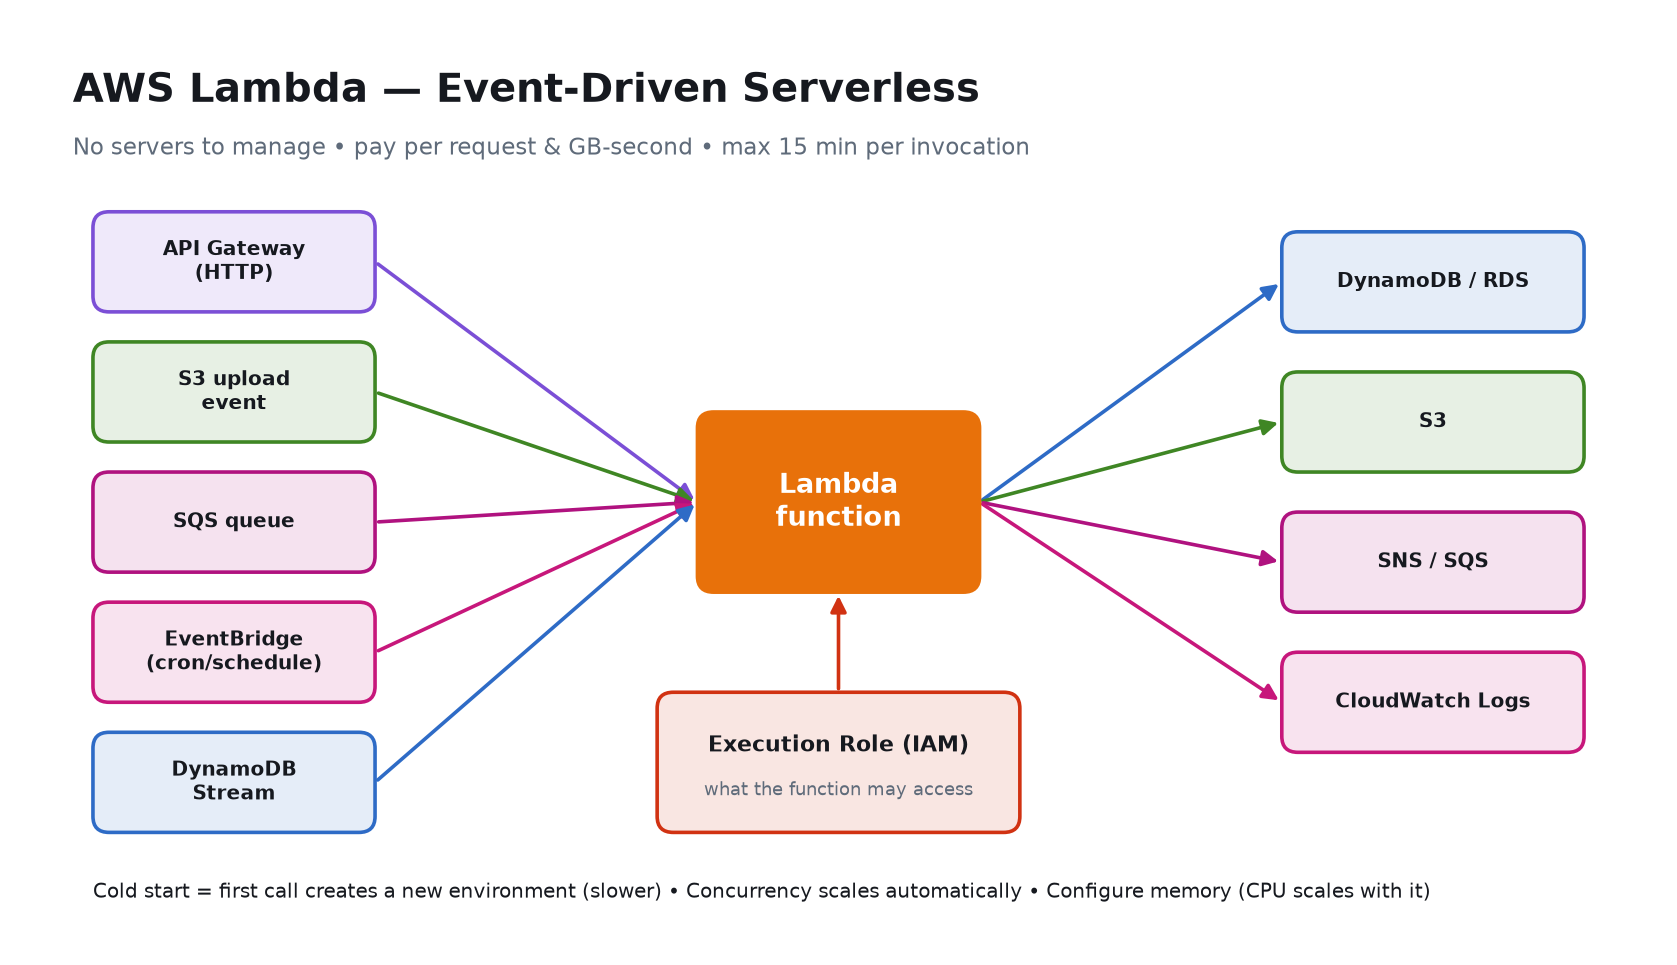 AWS Lambda — Event-Driven Serverless
No servers to manage • pay per request & GB-second • max 15 min per invocation
API Gateway
(HTTP)
S3 upload
event
SQS queue
EventBridge
(cron/schedule)
DynamoDB
Stream
Lambda
function
Execution Role (IAM)
what the function may access
DynamoDB / RDS
S3
SNS / SQS
CloudWatch Logs
Cold start = first call creates a new environment (slower) • Concurrency scales automatically • Configure memory (CPU scales with it)